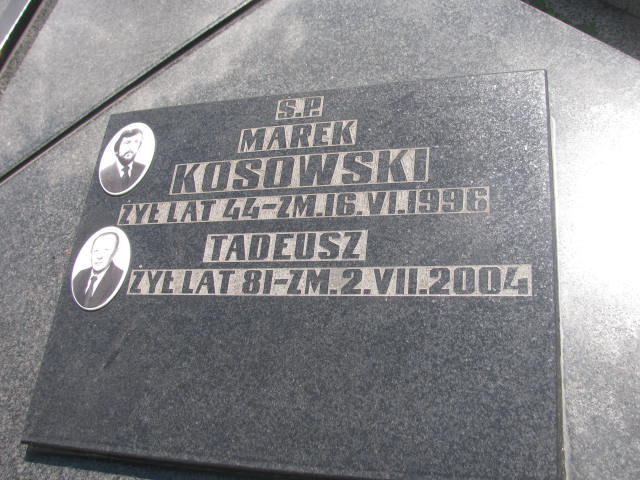 Ś.P.
MAREK
KOSOWSKI
ŻYŁ LAT 44-ZM.16.VI.1996
TADEUSZ
ŻYŁ LAT 81-ZM.2.VII.2004